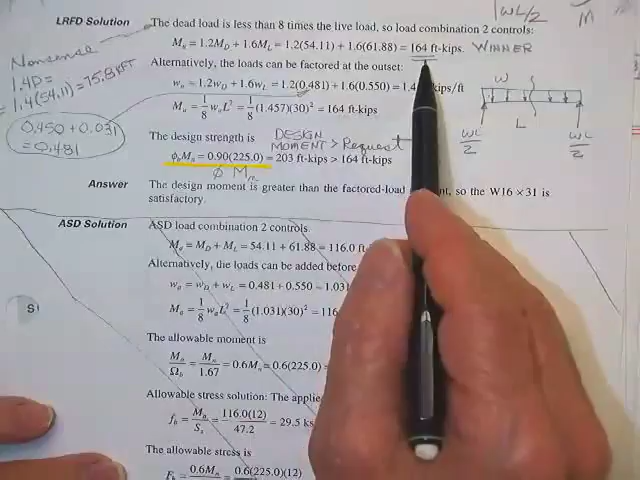 wL/2
M
LRFD Solution The dead load is less than 8 times the live load, so load combination 2 controls:
Mu = 1.2MD + 1.6ML = 1.2(54.11) + 1.6(61.88) = 164 ft-kips. WINNER
Nonsense
1.4D =
1.4(54.11)=75.8 kFT
Alternatively, the loads can be factored at the outset:
wu = 1.2wD + 1.6wL = 1.2(0.481) + 1.6(0.550) = 1.4 kips/ft
Mu = 1/8 wuL² = 1/8 (1.457)(30)² = 164 ft-kips
0.450 + 0.031
= 0.481
W
L
wL/2
wL/2
The design strength is
DESIGN
MOMENT > Request
ϕbMn = 0.90(225.0) = 203 ft-kips > 164 ft-kips
ϕ Mn
Answer The design moment is greater than the factored-load so the W16 × 31 is
satisfactory.
ASD Solution ASD load combination 2 controls.
Ma = MD + ML = 54.11 + 61.88 = 116.0 ft
Alternatively, the loads can be added before
wa = wD + wL = 0.481 + 0.550 = 1.031
Ma = 1/8 waL² = 1/8 (1.031)(30)² = 116
The allowable moment is
Mn/Ωb = Mn/1.67 = 0.6Mn = 0.6(225.0) =
Allowable stress solution: The applied
fb = Ma/Sx = 116.0(12)/47.2 = 29.5 ks
The allowable stress is
Fb = 0.6Mn = 0.6(225.0)(12)